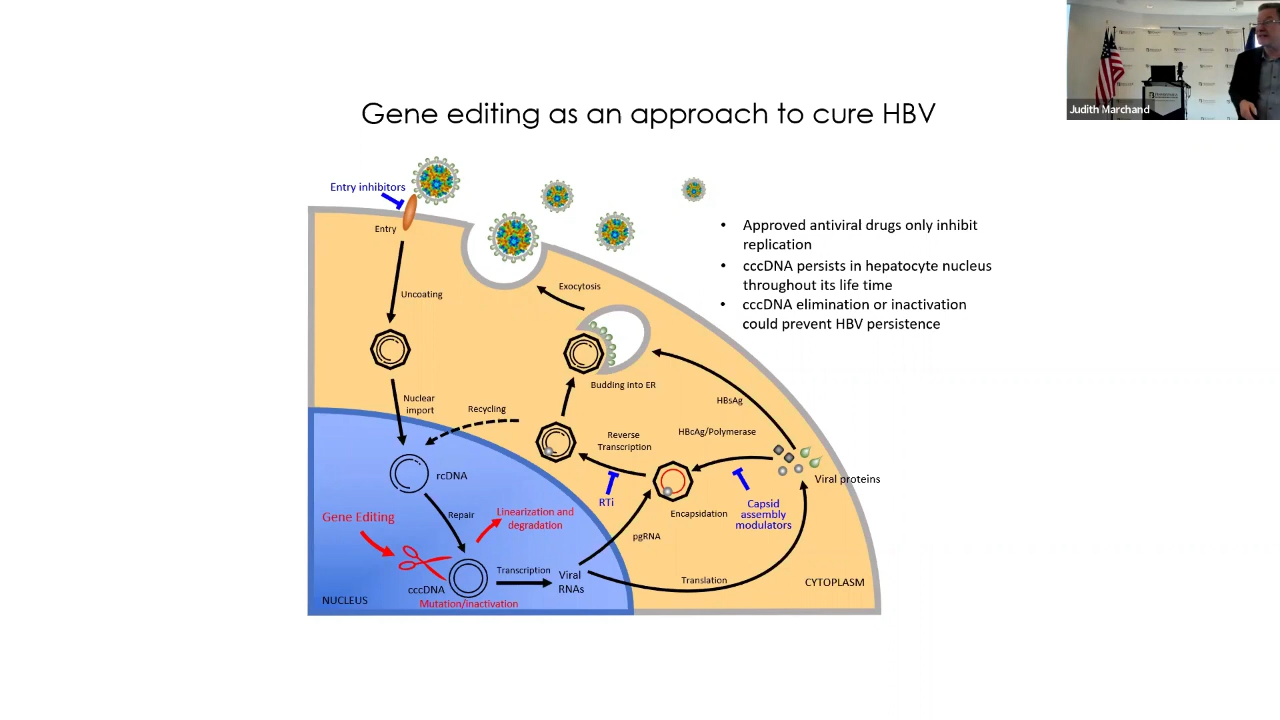 Judith Marchand
Gene editing as an approach to cure HBV
Entry inhibitors
Entry
Uncoating
Exocytosis
Budding into ER
Nuclear
import
Recycling
Reverse
Transcription
HBsAg
HBcAg/Polymerase
Viral proteins
rcDNA
RTi
Capsid
assembly
modulators
Encapsidation
Gene Editing
Repair
Linearization and
degradation
pgRNA
cccDNA
Transcription
Viral
RNAs
Translation
CYTOPLASM
NUCLEUS
Mutation/inactivation
• Approved antiviral drugs only inhibit
replication
• cccDNA persists in hepatocyte nucleus
throughout its life time
• cccDNA elimination or inactivation
could prevent HBV persistence